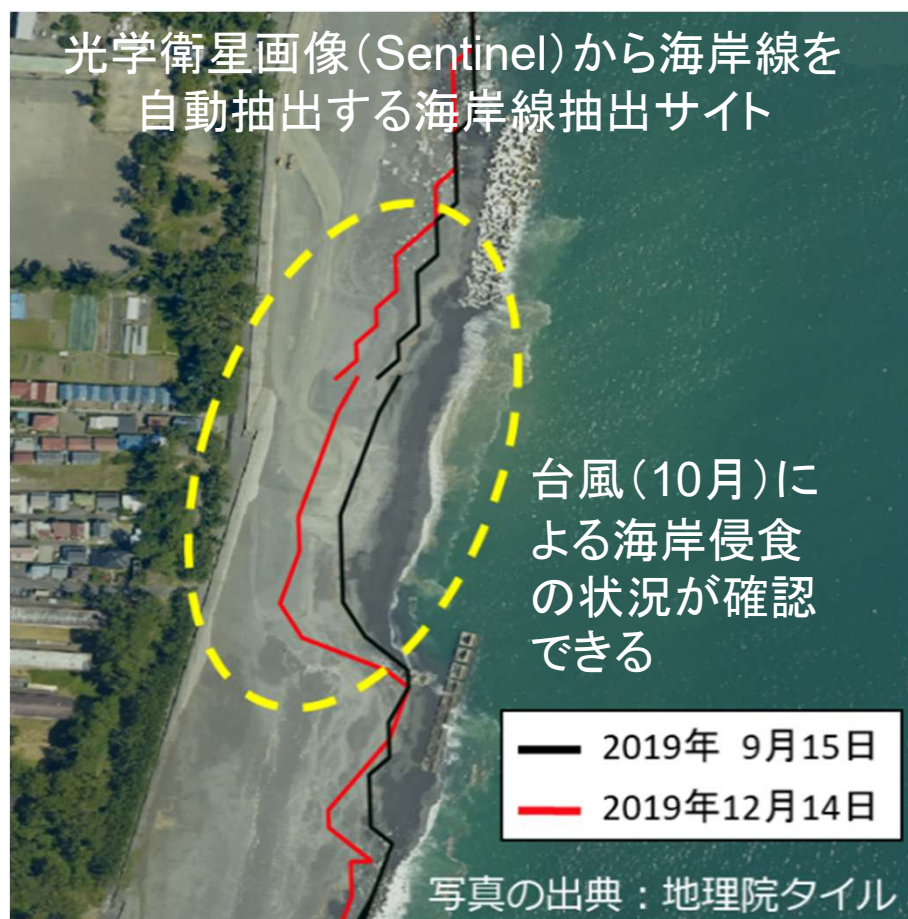 光学衛星画像（Sentinel）から海岸線を
自動抽出する海岸線抽出サイト
台風（10月）に
よる海岸侵食
の状況が確認
できる
2019年 9月15日
2019年12月14日
写真の出典：地理院タイル